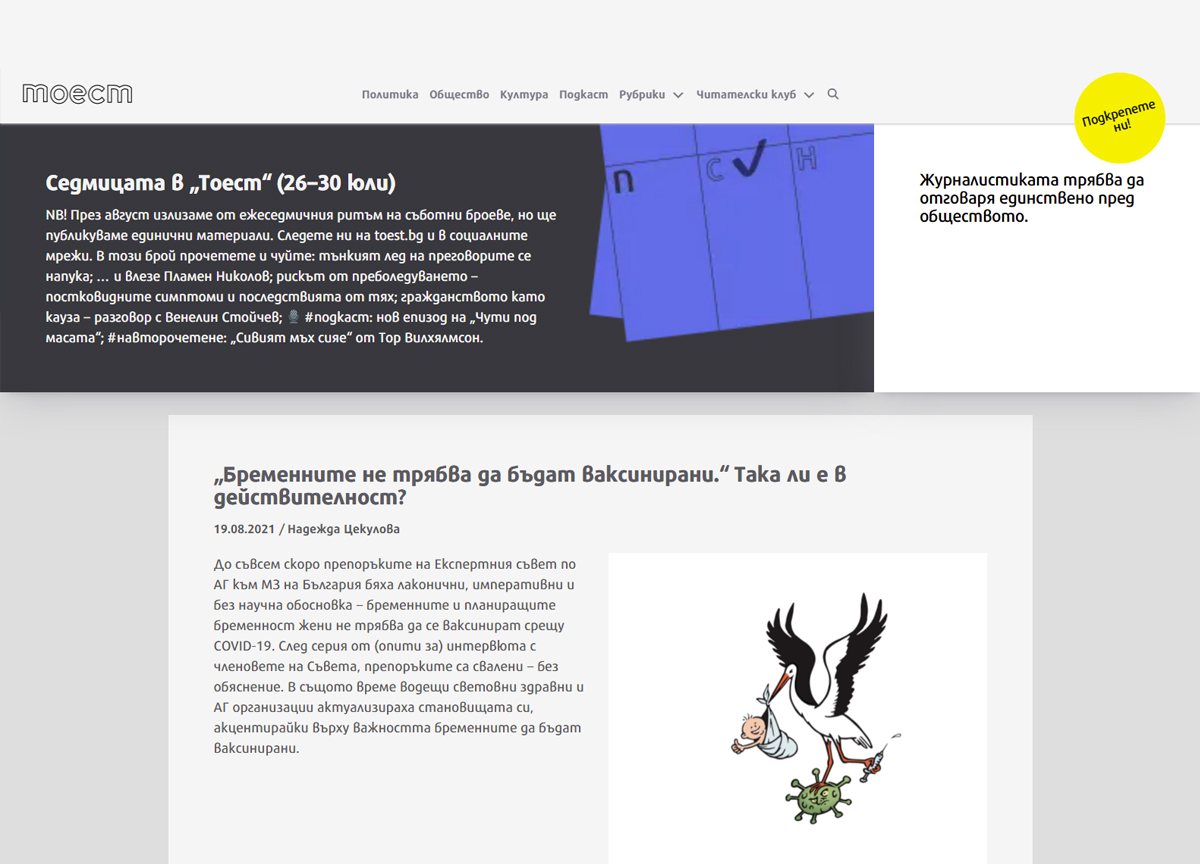 тоест
Политика Общество Култура Подкаст Рубрики Читателски клуб
Подкрепете
ни!
Седмицата в „Тоест“ (26–30 юли)
NB! През август излизаме от ежеседмичния ритъм на съботни броеве, но ще
публикуваме единични материали. Следете ни на toest.bg и в социалните
мрежи. В този брой прочетете и чуйте: тънкият лед на преговорите се
напука; … и влезе Пламен Николов; рискът от преболедуването –
постковидните симптоми и последствията от тях; гражданството като
кауза – разговор с Венелин Стойчев; #подкаст: нов епизод на „Чути под
масата“; #навторочетене: „Сивият мъх сияе“ от Тор Вилхялмсон.
П
С
Н
Журналистиката трябва да
отговаря единствено пред
обществото.
„Бременните не трябва да бъдат ваксинирани.“ Така ли е в
действителност?
19.08.2021 / Надежда Цекулова
До съвсем скоро препоръките на Експертния съвет по
АГ към МЗ на България бяха лаконични, императивни и
без научна обосновка – бременните и планиращите
бременност жени не трябва да се ваксинират срещу
COVID-19. След серия от (опити за) интервюта с
членовете на Съвета, препоръките са свалени – без
обяснение. В същото време водещи световни здравни и
АГ организации актуализираха становищата си,
акцентирайки върху важността бременните да бъдат
ваксинирани.